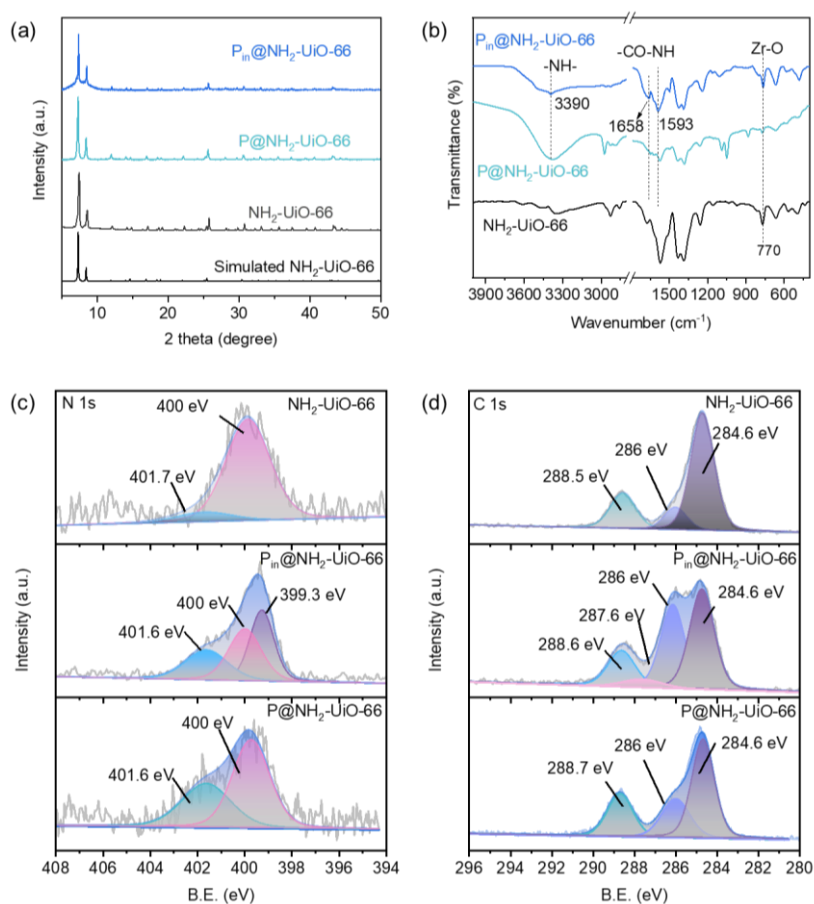 (a)
P_in@NH₂-UiO-66
P@NH₂-UiO-66
NH₂-UiO-66
Simulated NH₂-UiO-66
Intensity (a.u.)
10 20 30 40 50
2 theta (degree)
(b)
P_in@NH₂-UiO-66
-CO-NH
Zr-O
-NH-
3390
1658
1593
P@NH₂-UiO-66
NH₂-UiO-66
770
Transmittance (%)
3900 3600 3300 3000 1500 1200 900 600
Wavenumber (cm⁻¹)
(c)
N 1s
NH₂-UiO-66
400 eV
401.7 eV
P_in@NH₂-UiO-66
399.3 eV
400 eV
401.6 eV
P@NH₂-UiO-66
400 eV
401.6 eV
Intensity (a.u.)
408 406 404 402 400 398 396 394
B.E. (eV)
(d)
C 1s
NH₂-UiO-66
284.6 eV
286 eV
288.5 eV
P_in@NH₂-UiO-66
286 eV
284.6 eV
287.6 eV
288.6 eV
P@NH₂-UiO-66
286 eV
284.6 eV
288.7 eV
Intensity (a.u.)
296 294 292 290 288 286 284 282 280
B.E. (eV)